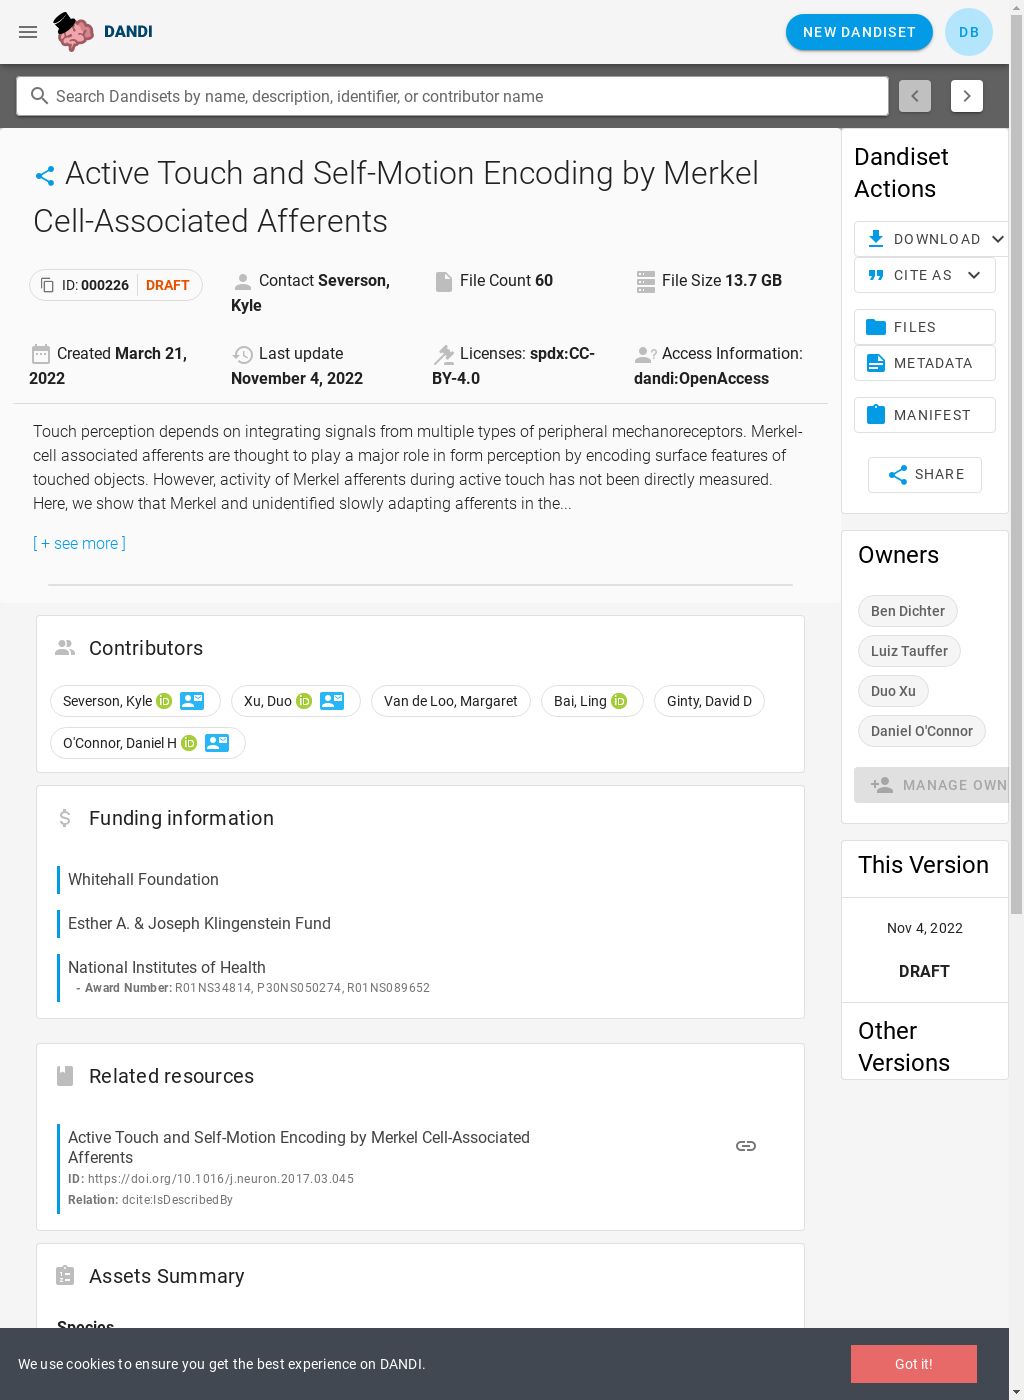 DANDI
NEW DANDISET
DB
Search Dandisets by name, description, identifier, or contributor name
Active Touch and Self-Motion Encoding by Merkel
Cell-Associated Afferents
ID: 000226 DRAFT
Contact Severson,
Kyle
File Count 60
File Size 13.7 GB
Created March 21,
2022
Last update
November 4, 2022
Licenses: spdx:CC-
BY-4.0
Access Information:
dandi:OpenAccess
Touch perception depends on integrating signals from multiple types of peripheral mechanoreceptors. Merkel-
cell associated afferents are thought to play a major role in form perception by encoding surface features of
touched objects. However, activity of Merkel afferents during active touch has not been directly measured.
Here, we show that Merkel and unidentified slowly adapting afferents in the...
[ + see more ]
Contributors
Severson, Kyle iD
Xu, Duo iD
Van de Loo, Margaret
Bai, Ling iD
Ginty, David D
O'Connor, Daniel H iD
Funding information
Whitehall Foundation
Esther A. & Joseph Klingenstein Fund
National Institutes of Health
- Award Number: R01NS34814, P30NS050274, R01NS089652
Related resources
Active Touch and Self-Motion Encoding by Merkel Cell-Associated
Afferents
ID: https://doi.org/10.1016/j.neuron.2017.03.045
Relation: dcite:IsDescribedBy
Assets Summary
Species
Dandiset
Actions
DOWNLOAD
CITE AS
FILES
METADATA
MANIFEST
SHARE
Owners
Ben Dichter
Luiz Tauffer
Duo Xu
Daniel O'Connor
MANAGE OWN
This Version
Nov 4, 2022
DRAFT
Other
Versions
We use cookies to ensure you get the best experience on DANDI.
Got it!